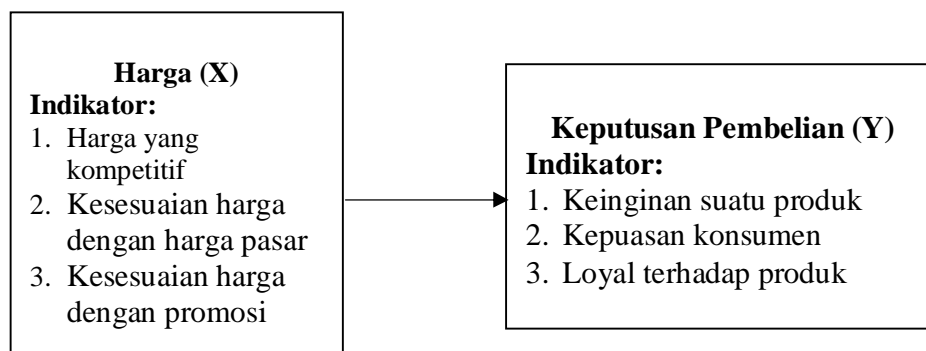 Harga (X)
Indikator:
1. Harga yang
kompetitif
2. Kesesuaian harga
dengan harga pasar
3. Kesesuaian harga
dengan promosi
Keputusan Pembelian (Y)
Indikator:
1. Keinginan suatu produk
2. Kepuasan konsumen
3. Loyal terhadap produk